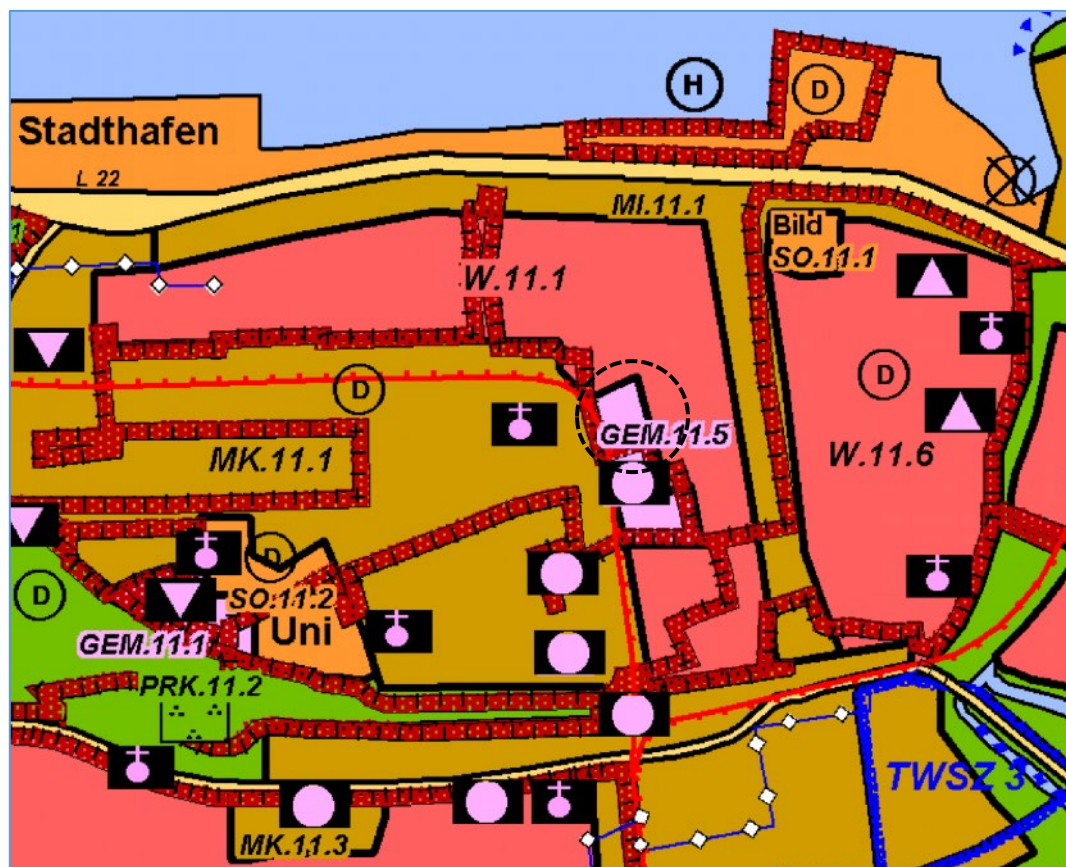 H
D
Stadthafen
L 22
MI.11.1
Bild
SO.11.1
W.11.1
D
D
GEM.11.5
MK.11.1
W.11.6
D
D
SO.11.2
Uni
GEM.11.1
PRK.11.2
TWSZ 3
MK.11.3